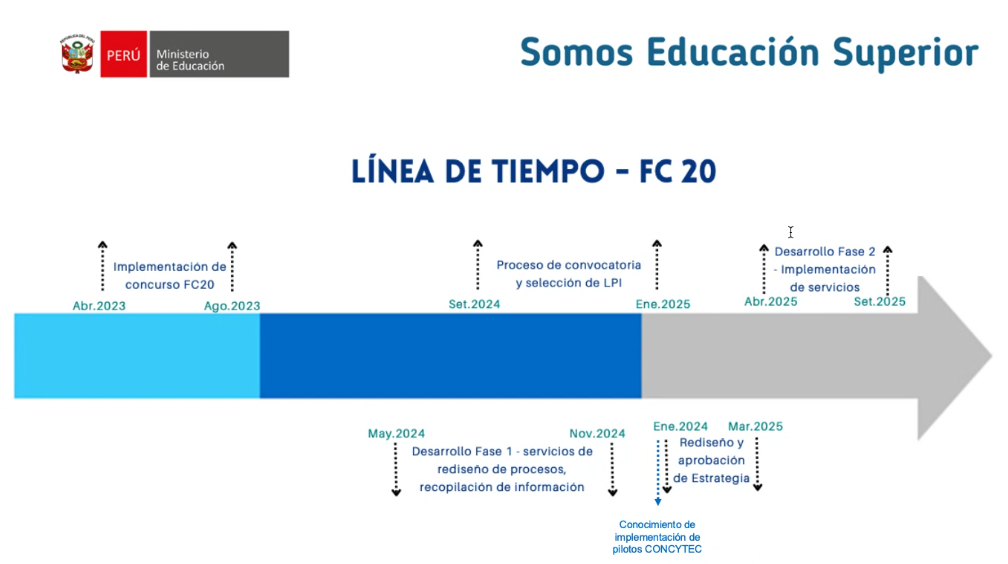 PERÚ
Ministerio
de Educación
Somos Educación Superior
LÍNEA DE TIEMPO - FC 20
Implementación de
concurso FC20
Abr.2023
Ago.2023
Proceso de convocatoria
y selección de LPI
Set.2024
Ene.2025
Desarrollo Fase 2
- Implementación
de servicios
Abr.2025
Set.2025
May.2024
Nov.2024
Desarrollo Fase 1 - servicios de
rediseño de procesos,
recopilación de información
Ene.2024
Mar.2025
Rediseño y
aprobación
de Estrategia
Conocimiento de
implementación de
pilotos CONCYTEC